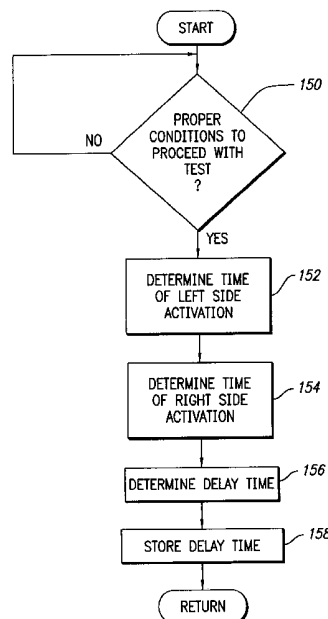 START
150
PROPER
CONDITIONS TO
PROCEED WITH
TEST
?
NO
YES
152
DETERMINE TIME
OF LEFT SIDE
ACTIVATION
154
DETERMINE TIME
OF RIGHT SIDE
ACTIVATION
156
DETERMINE DELAY TIME
158
STORE DELAY TIME
RETURN